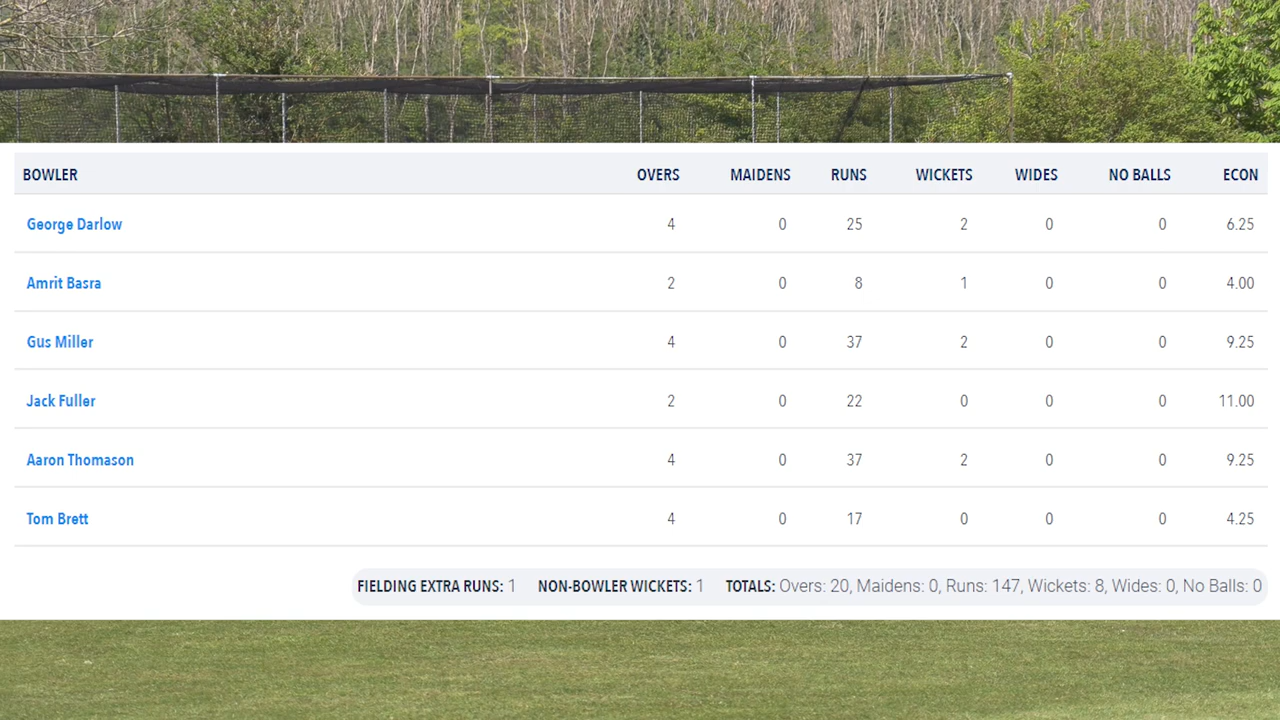 BOWLER OVERS MAIDENS RUNS WICKETS WIDES NO BALLS ECON
George Darlow 4 0 25 2 0 0 6.25
Amrit Basra 2 0 8 1 0 0 4.00
Gus Miller 4 0 37 2 0 0 9.25
Jack Fuller 2 0 22 0 0 0 11.00
Aaron Thomason 4 0 37 2 0 0 9.25
Tom Brett 4 0 17 0 0 0 4.25
FIELDING EXTRA RUNS: 1 NON-BOWLER WICKETS: 1 TOTALS: Overs: 20, Maidens: 0, Runs: 147, Wickets: 8, Wides: 0, No Balls: 0